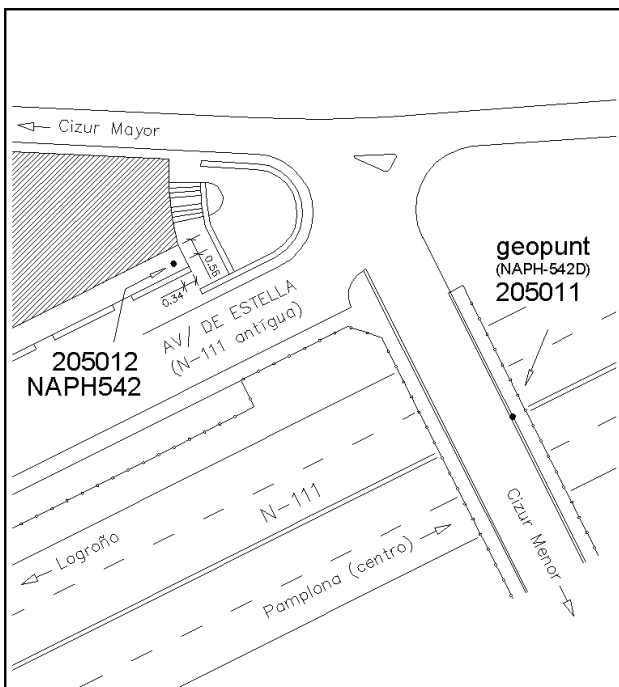 Cizur Mayor
geopunt
(NAPH-542D)
205011
0.56
0.34
AV/ DE ESTELLA
(N-111 antígua)
205012
NAPH542
N-111
Logroño
Pamplona (centro)
Cizur Menor